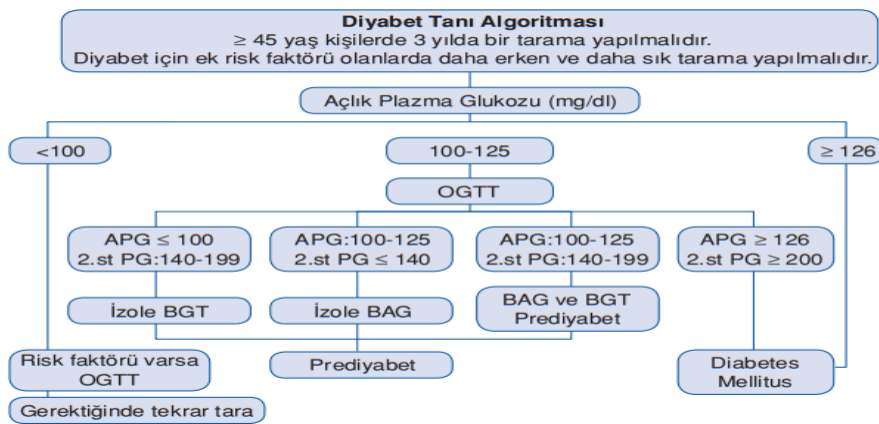 Diyabet Tanı Algoritması
≥ 45 yaş kişilerde 3 yılda bir tarama yapılmalıdır.
Diyabet için ek risk faktörü olanlarda daha erken ve daha sık tarama yapılmalıdır.
Açlık Plazma Glukozu (mg/dl)
<100
100-125
≥ 126
OGTT
APG ≤ 100
2.st PG:140-199
APG:100-125
2.st PG ≤ 140
APG:100-125
2.st PG:140-199
APG ≥ 126
2.st PG ≥ 200
İzole BGT
İzole BAG
BAG ve BGT
Prediyabet
Risk faktörü varsa
OGTT
Prediyabet
Diabetes
Mellitus
Gerektiğinde tekrar tara